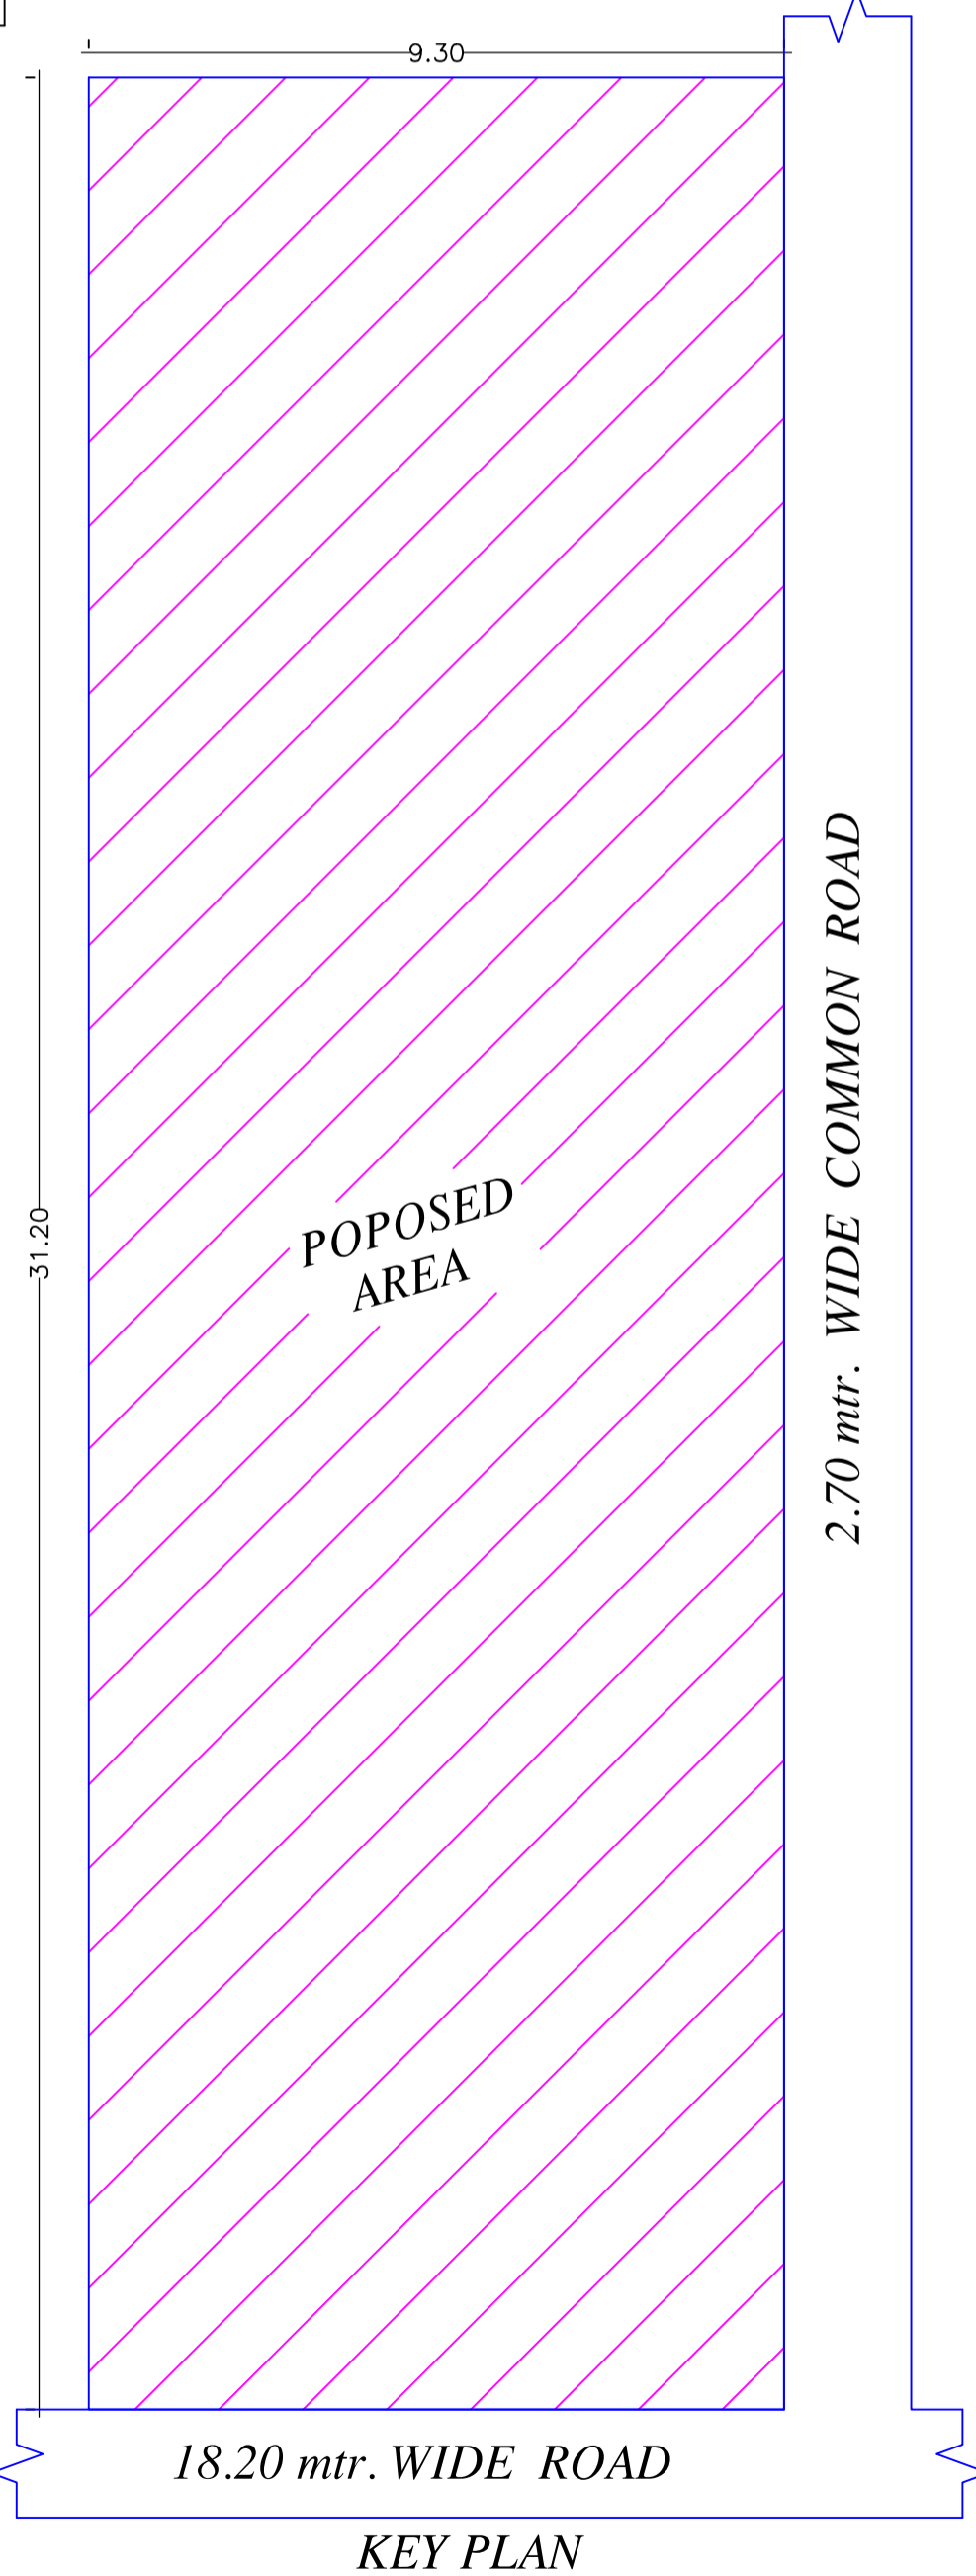 9.30
31.20
POPOSED
AREA
2.70 mtr. WIDE COMMON ROAD
18.20 mtr. WIDE ROAD
KEY PLAN